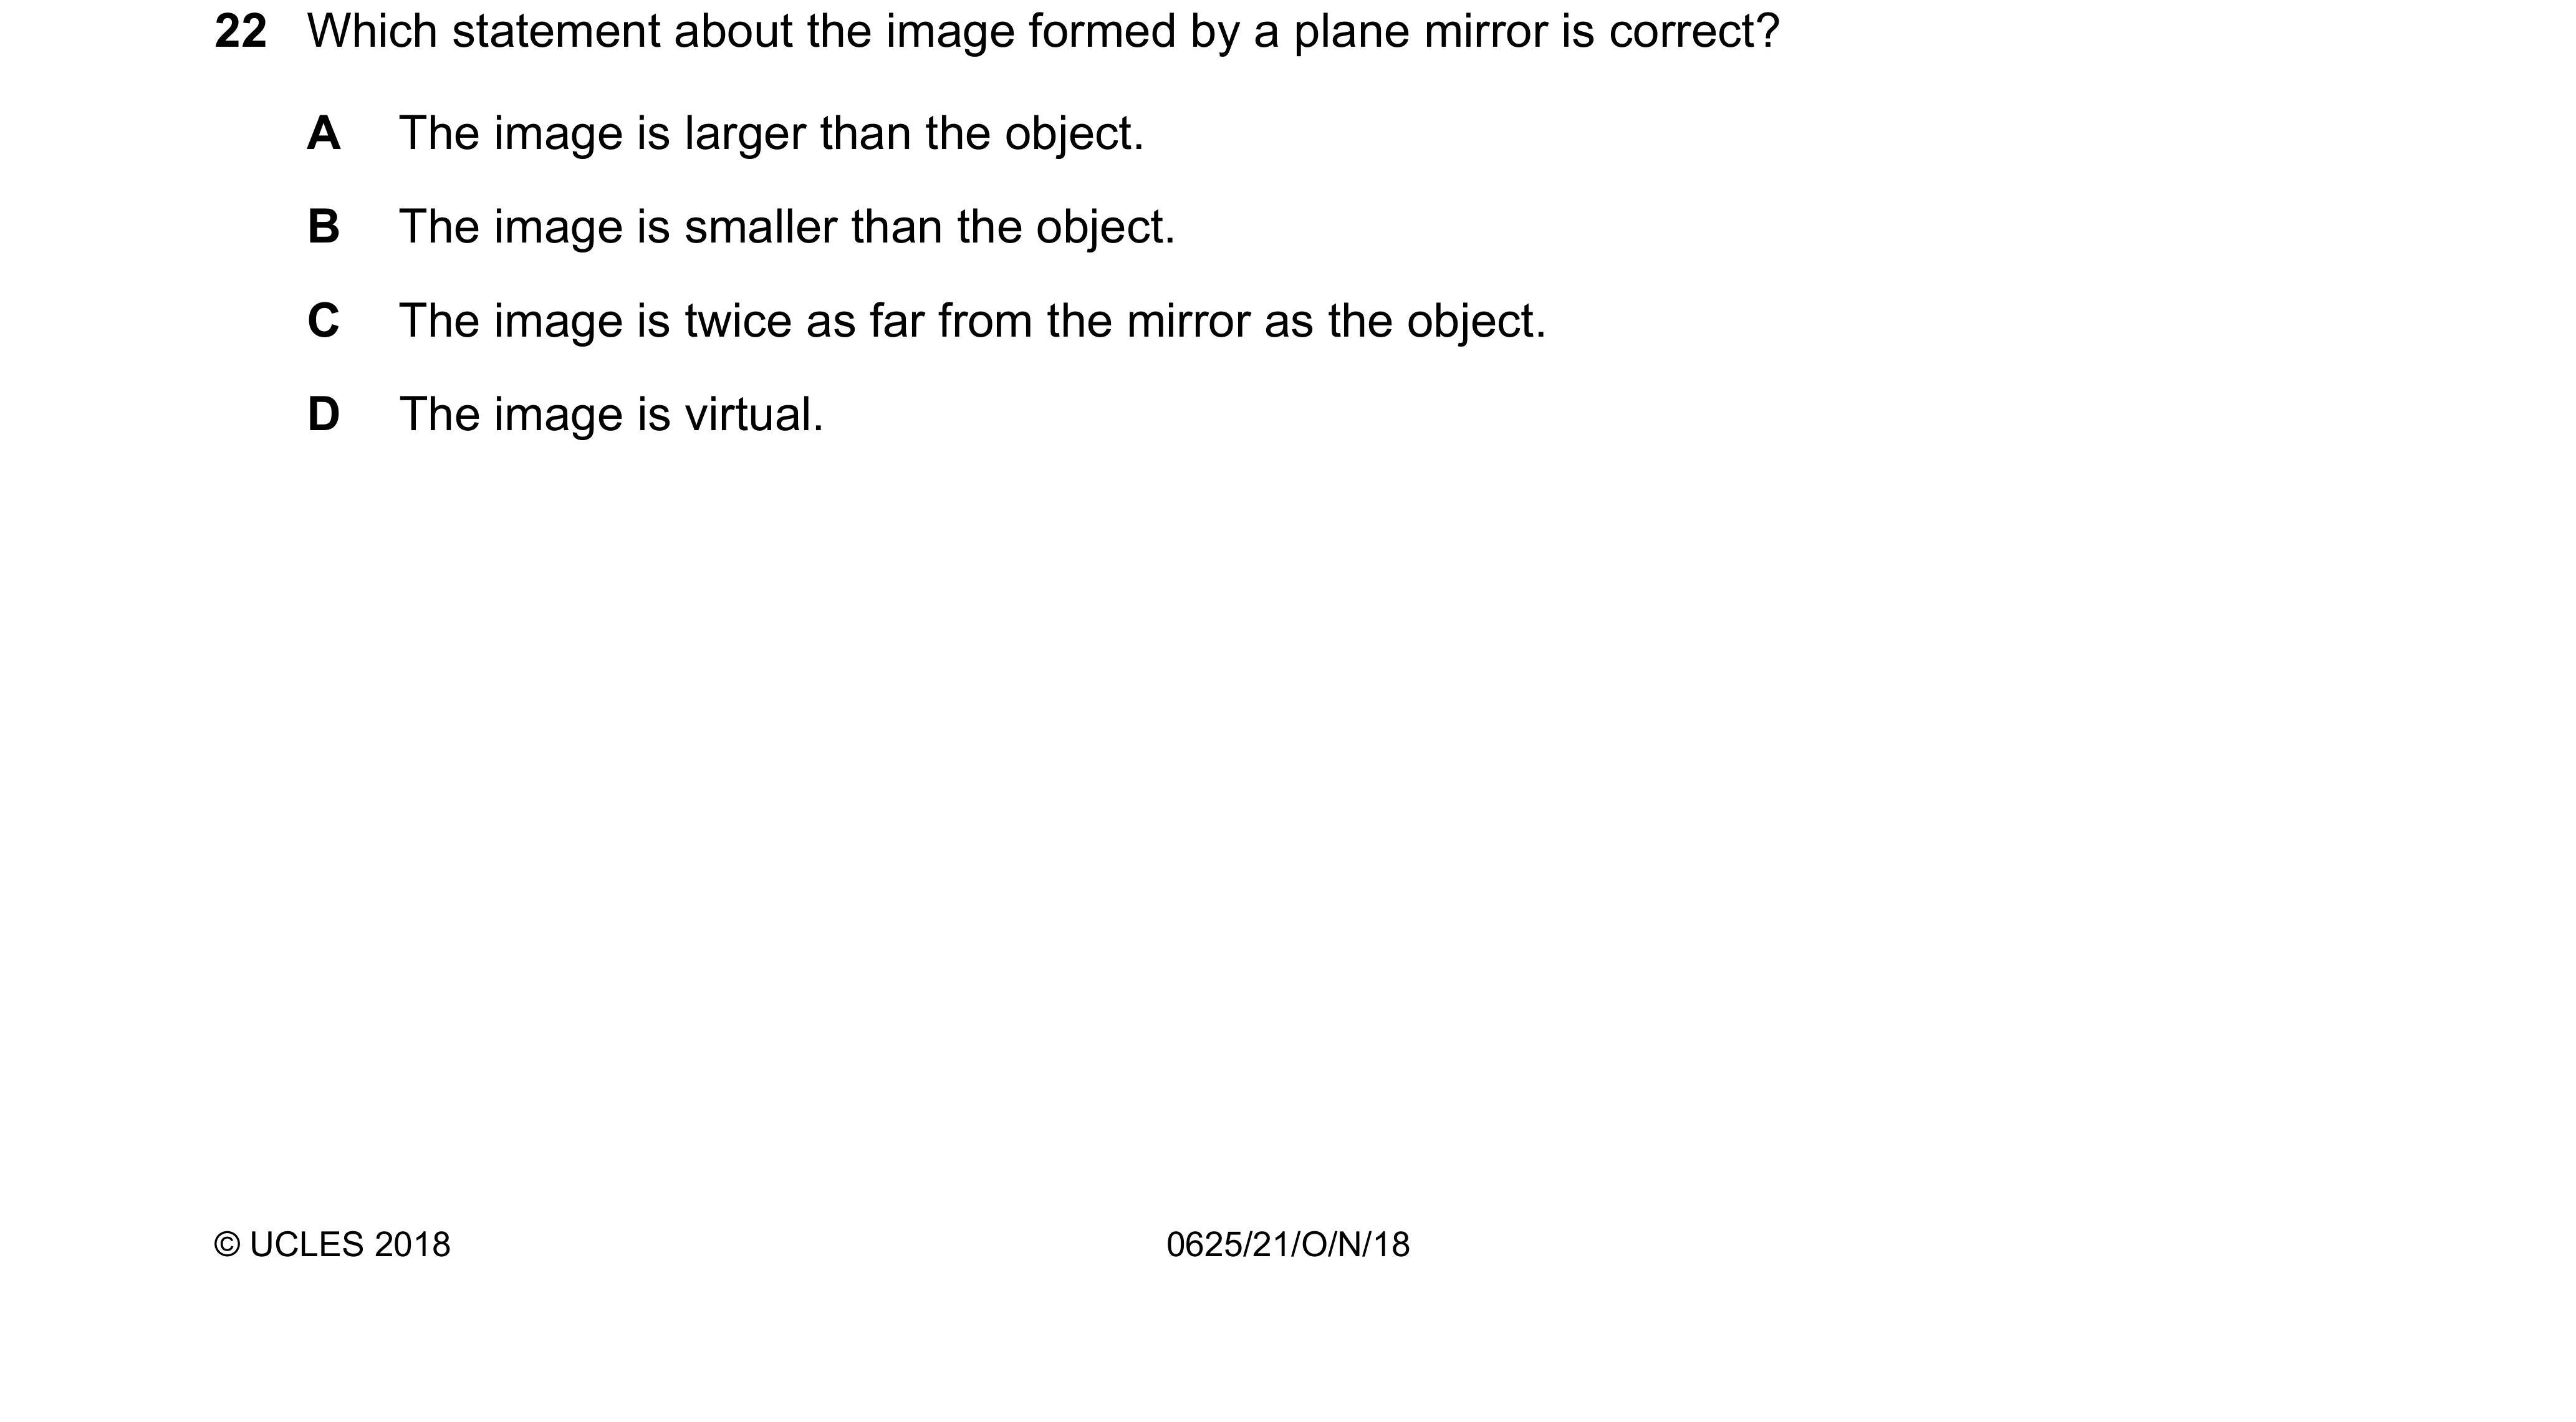 22 Which statement about the image formed by a plane mirror is correct?
A The image is larger than the object.
B The image is smaller than the object.
C The image is twice as far from the mirror as the object.
D The image is virtual.
© UCLES 2018 0625/21/O/N/18